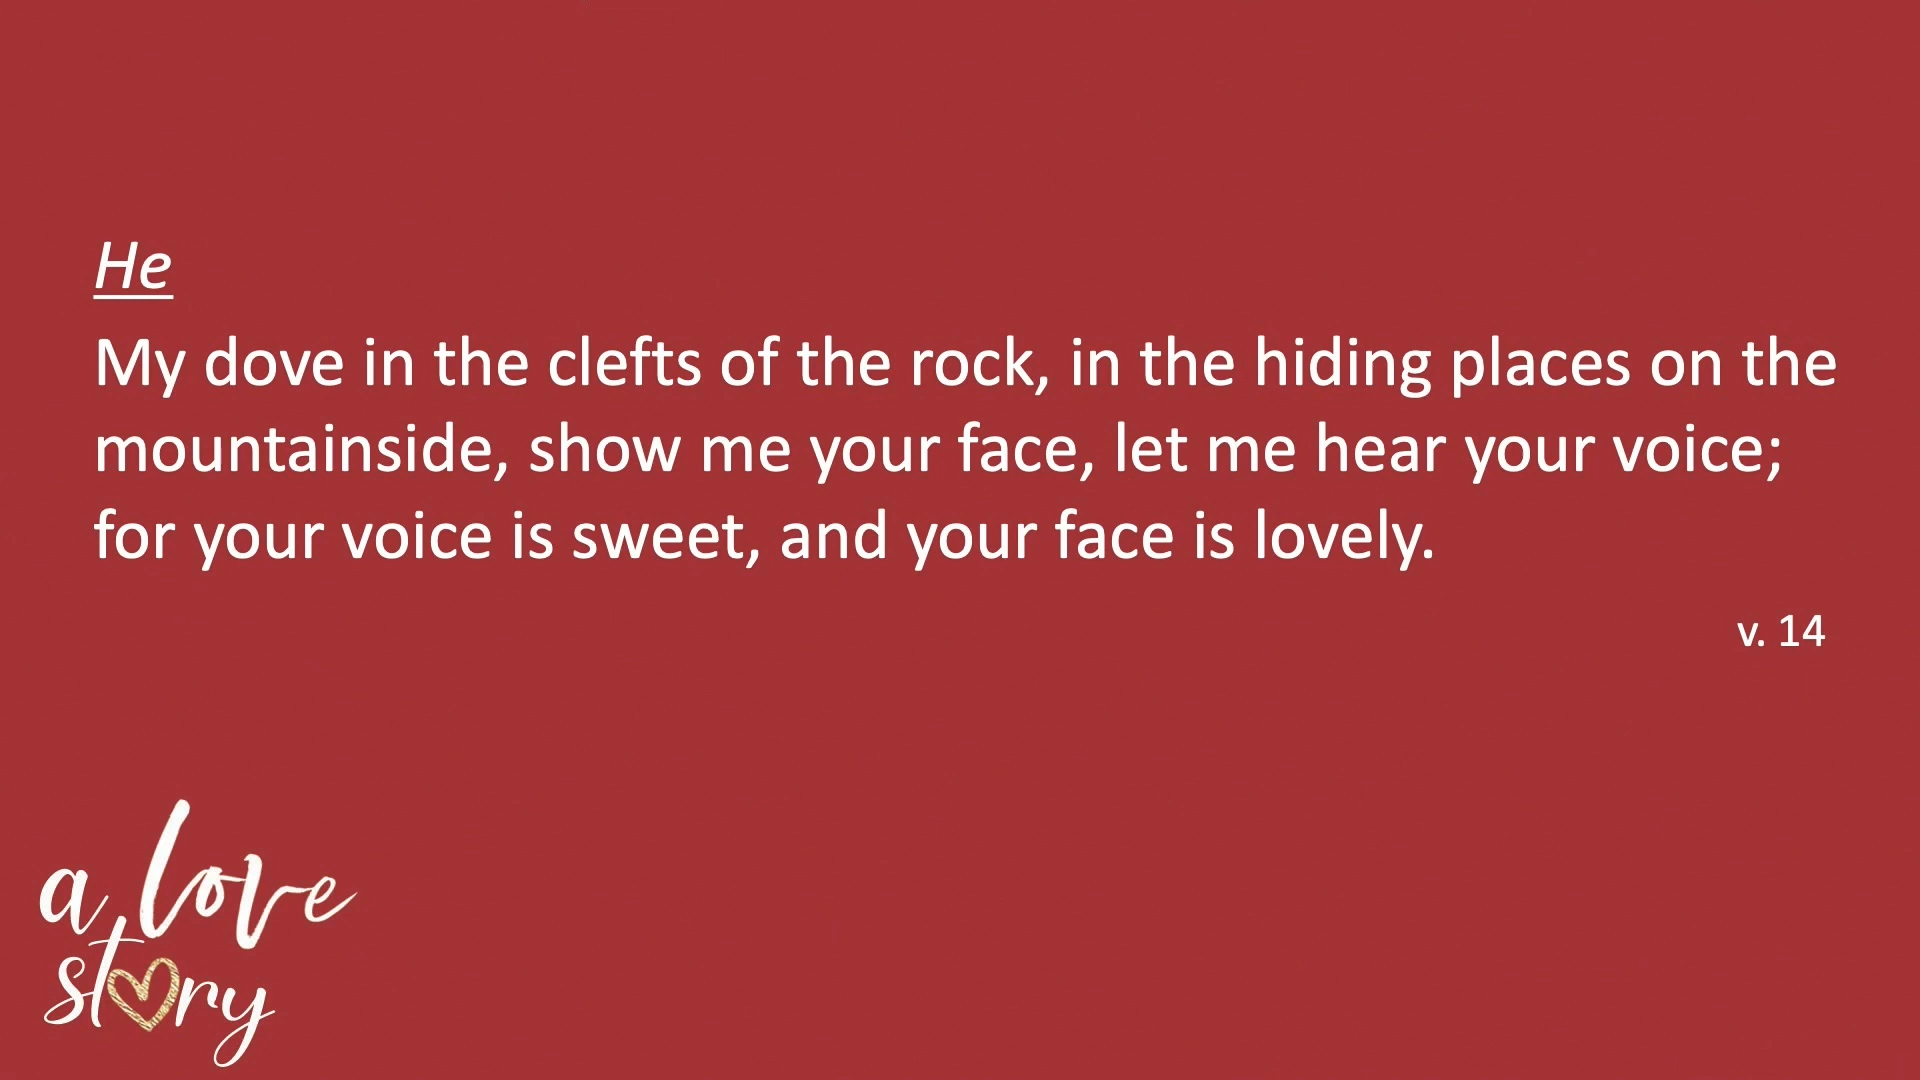 He
My dove in the clefts of the rock, in the hiding places on the
mountainside, show me your face, let me hear your voice;
for your voice is sweet, and your face is lovely.
v. 14
a love
story